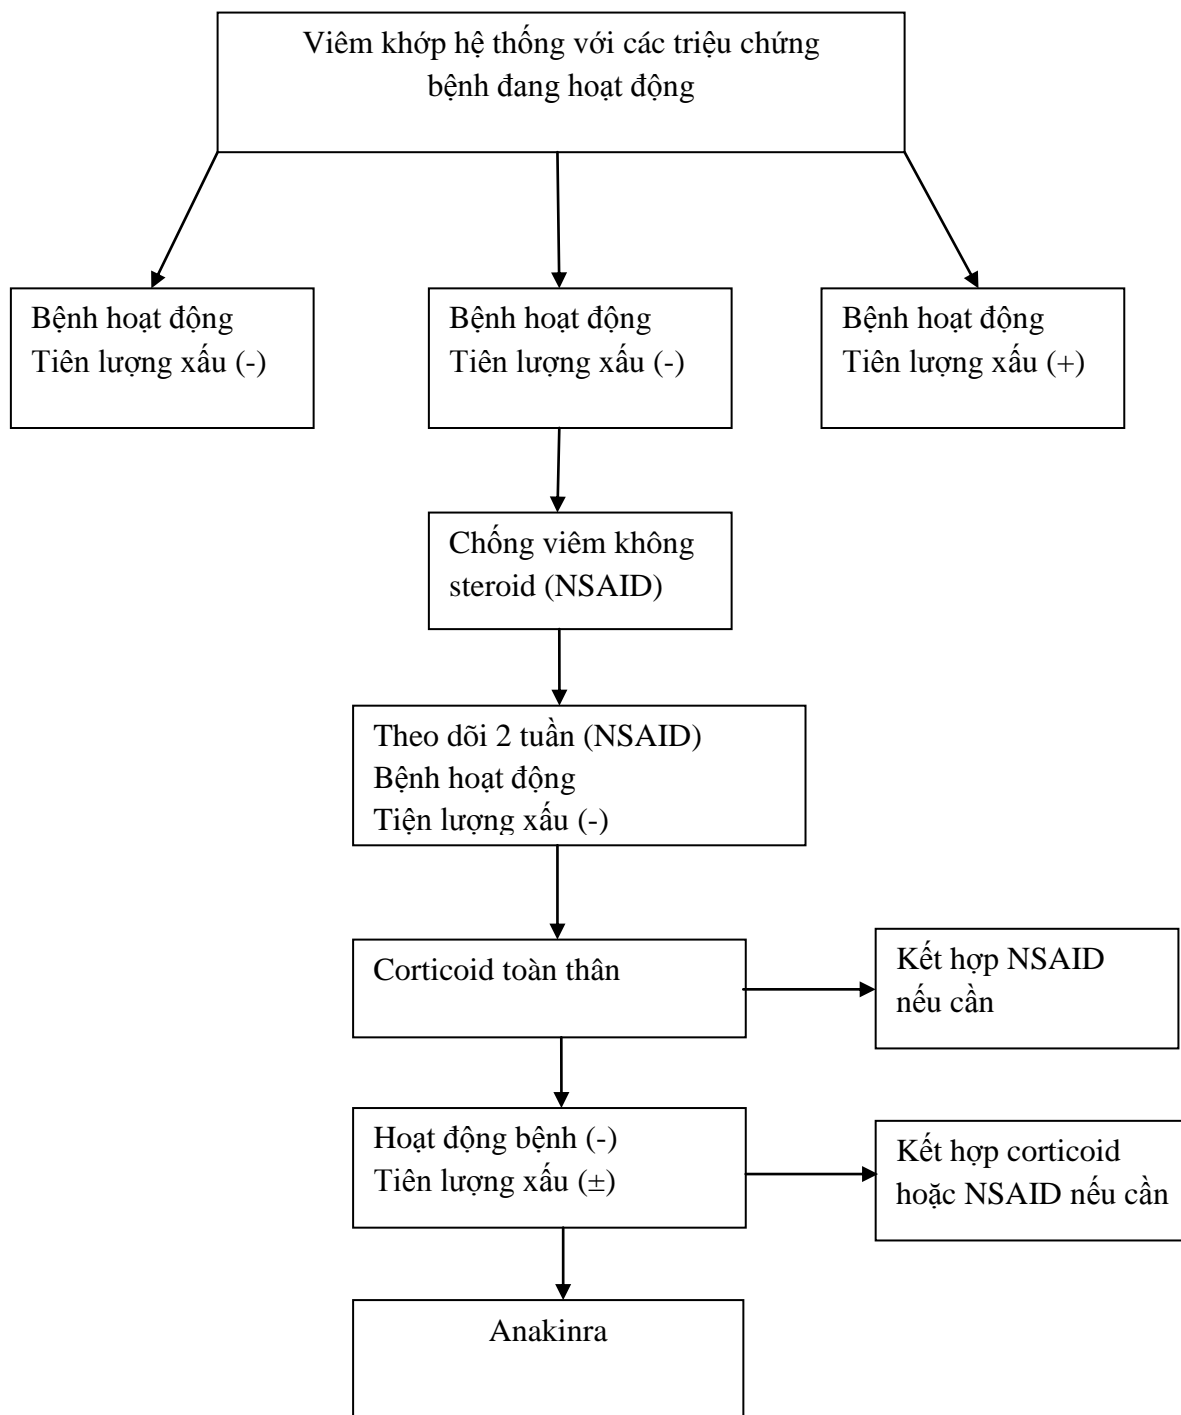 Viêm khớp hệ thống với các triệu chứng
bệnh đang hoạt động
Bệnh hoạt động
Tiên lượng xấu (-)
Bệnh hoạt động
Tiên lượng xấu (-)
Bệnh hoạt động
Tiên lượng xấu (+)
Chống viêm không
steroid (NSAID)
Theo dõi 2 tuần (NSAID)
Bệnh hoạt động
Tiện lượng xấu (-)
Corticoid toàn thân
Kết hợp NSAID
nếu cần
Hoạt động bệnh (-)
Tiên lượng xấu (±)
Kết hợp corticoid
hoặc NSAID nếu cần
Anakinra